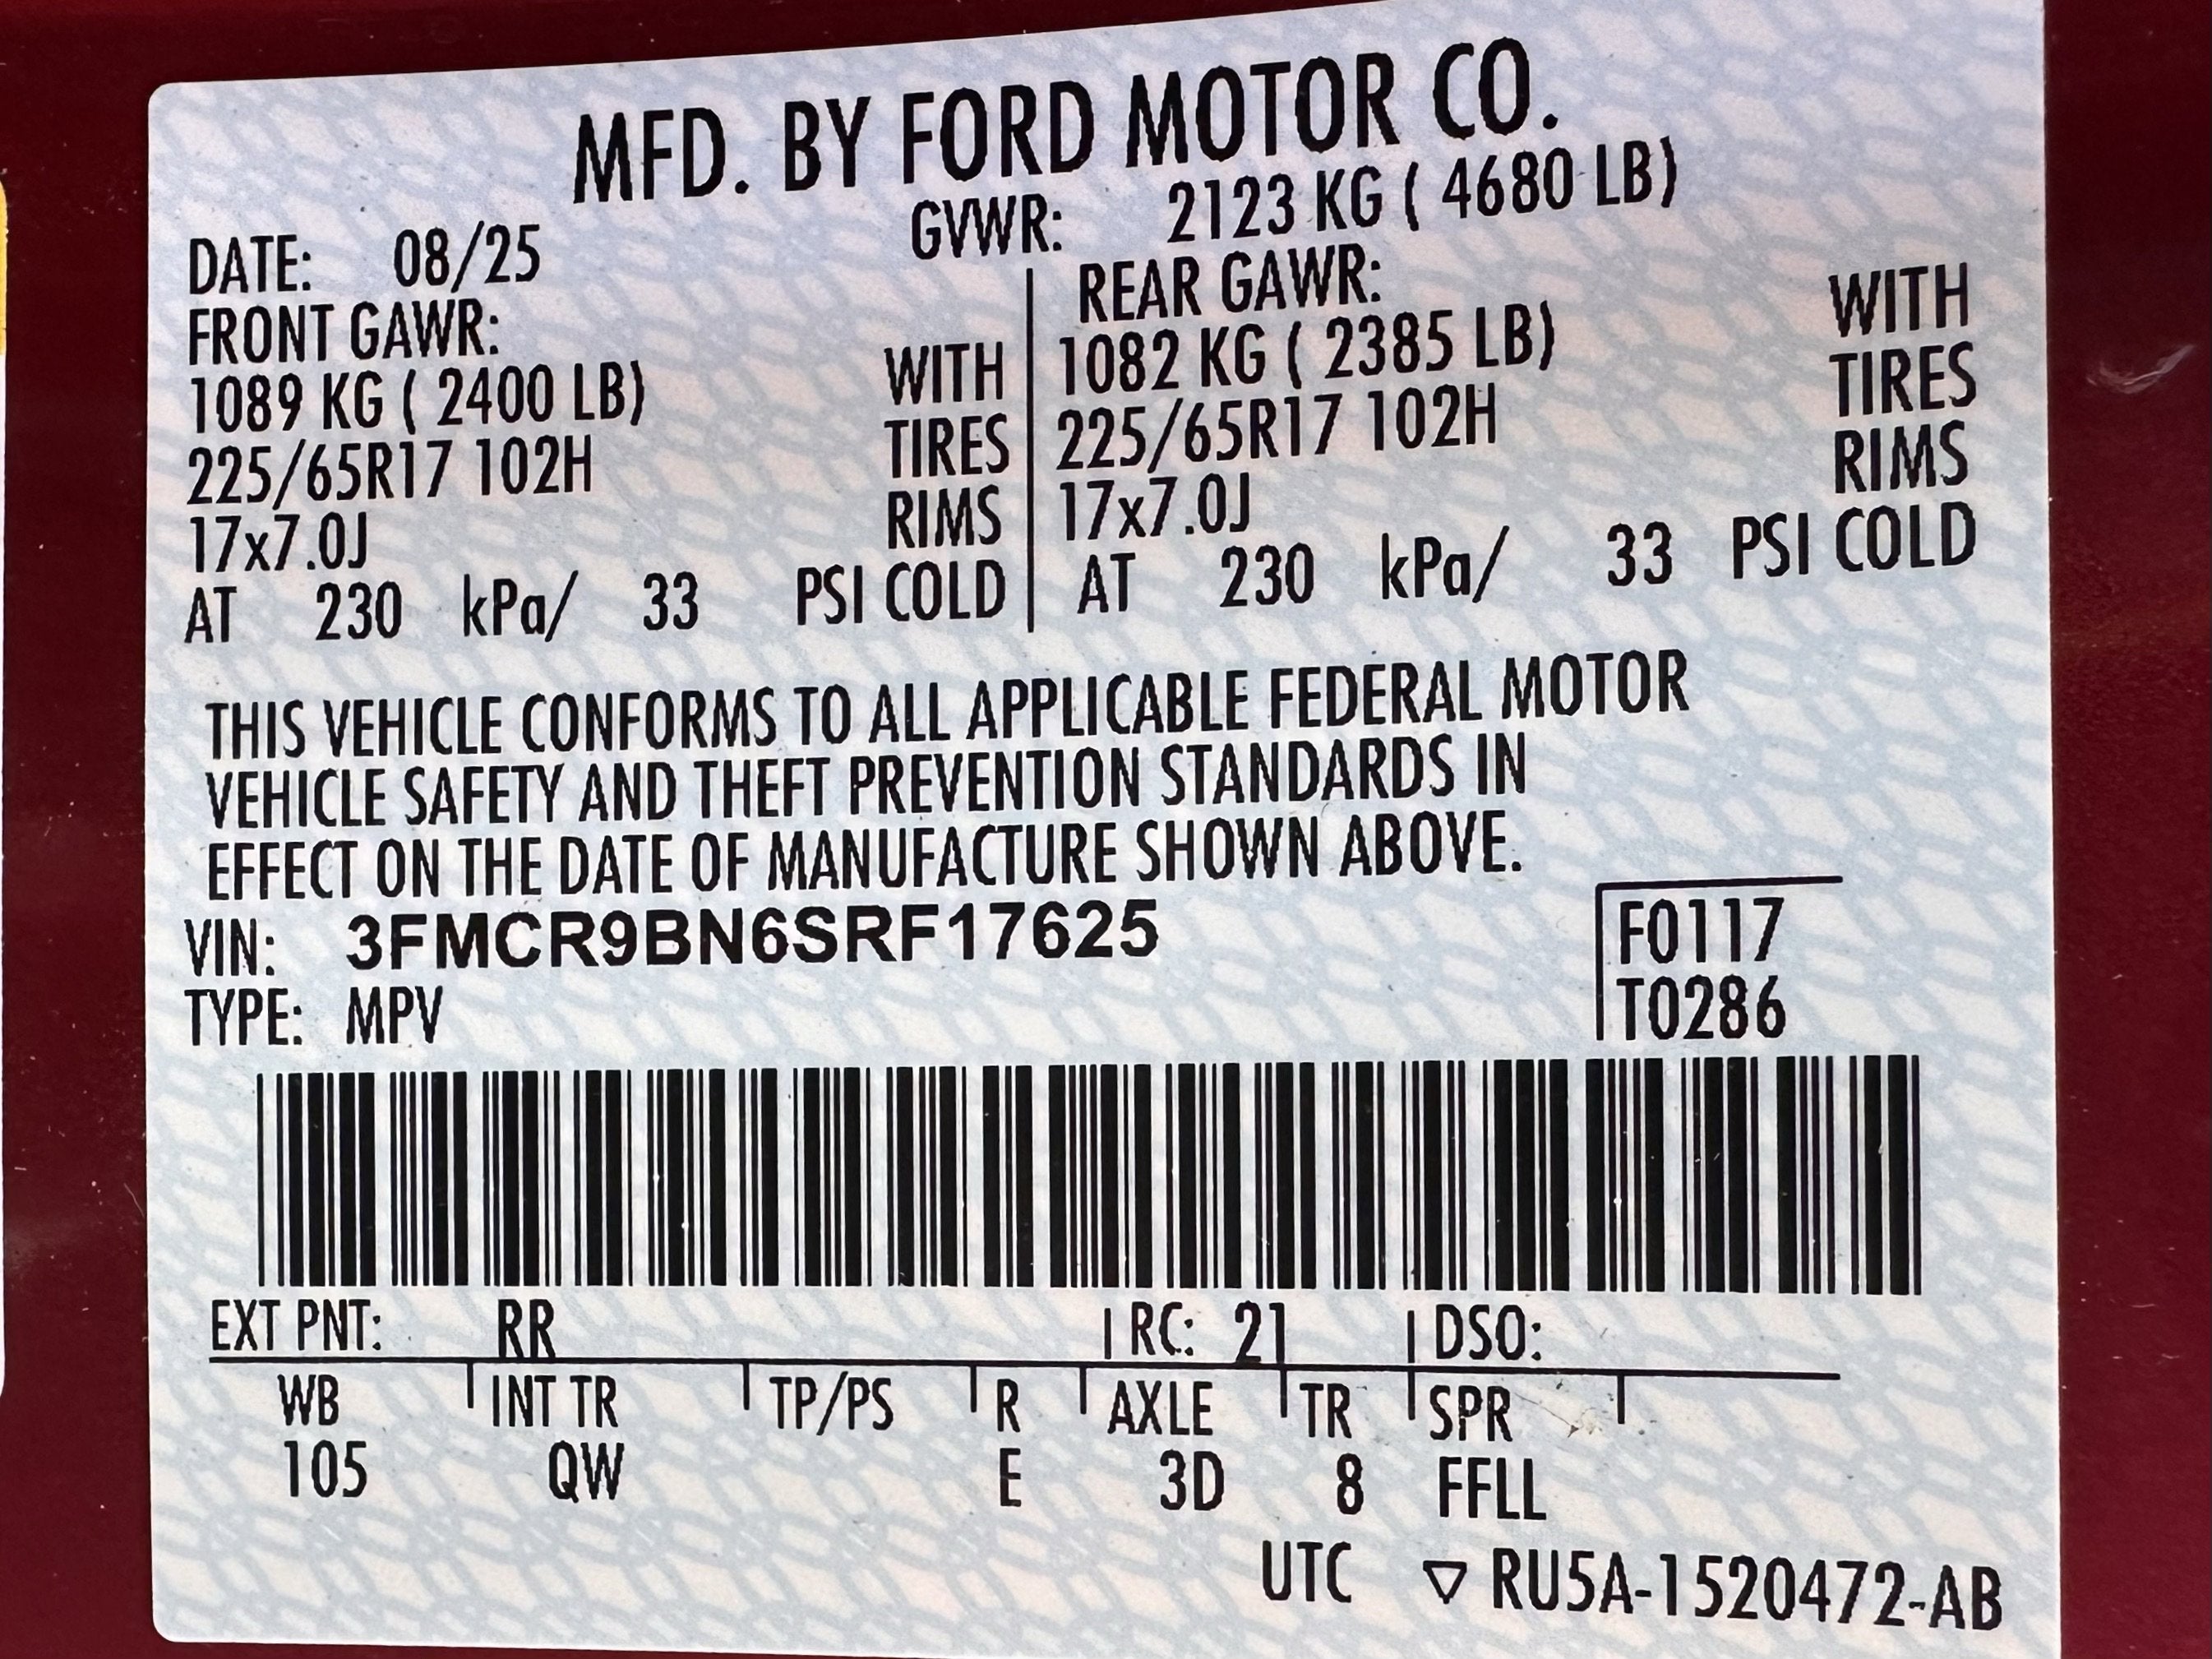 MFD. BY FORD MOTOR CO.
DATE: 08/25 GVWR: 2123 KG ( 4680 LB)
FRONT GAWR: REAR GAWR:
1089 KG ( 2400 LB) WITH 1082 KG ( 2385 LB) WITH
225/65R17 102H TIRES 225/65R17 102H TIRES
17x7.0J RIMS 17x7.0J RIMS
AT 230 kPa/ 33 PSI COLD AT 230 kPa/ 33 PSI COLD
THIS VEHICLE CONFORMS TO ALL APPLICABLE FEDERAL MOTOR
VEHICLE SAFETY AND THEFT PREVENTION STANDARDS IN
EFFECT ON THE DATE OF MANUFACTURE SHOWN ABOVE.
VIN: 3FMCR9BN6SRF17625 F0117
TYPE: MPV T0286
EXT PNT: RR RC: 21 DSO:
WB INT TR TP/PS R AXLE TR SPR
105 QW E 3D 8 FFLL
UTC ▽ RU5A-1520472-AB